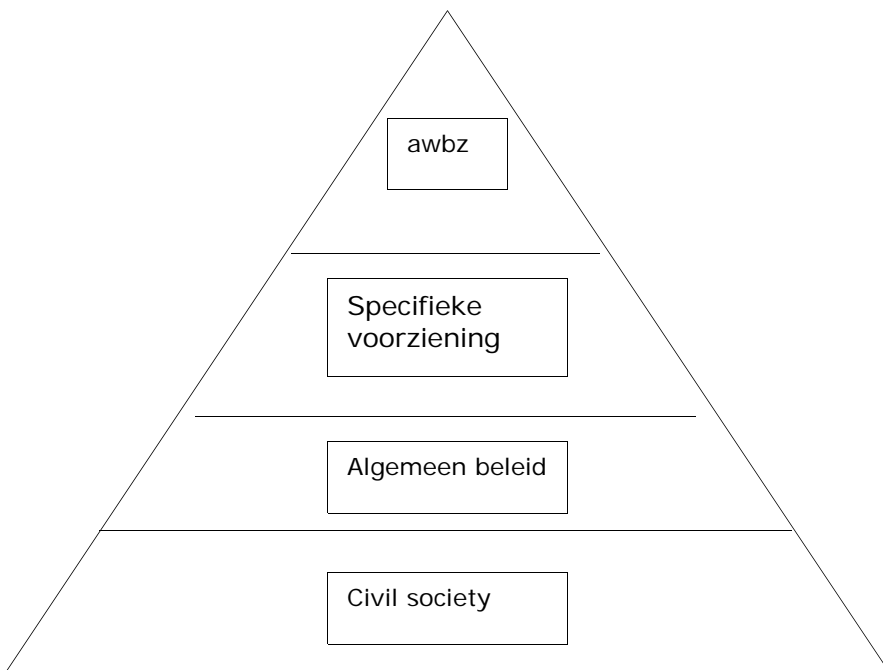 awbz
Specifieke
voorziening
Algemeen beleid
Civil society